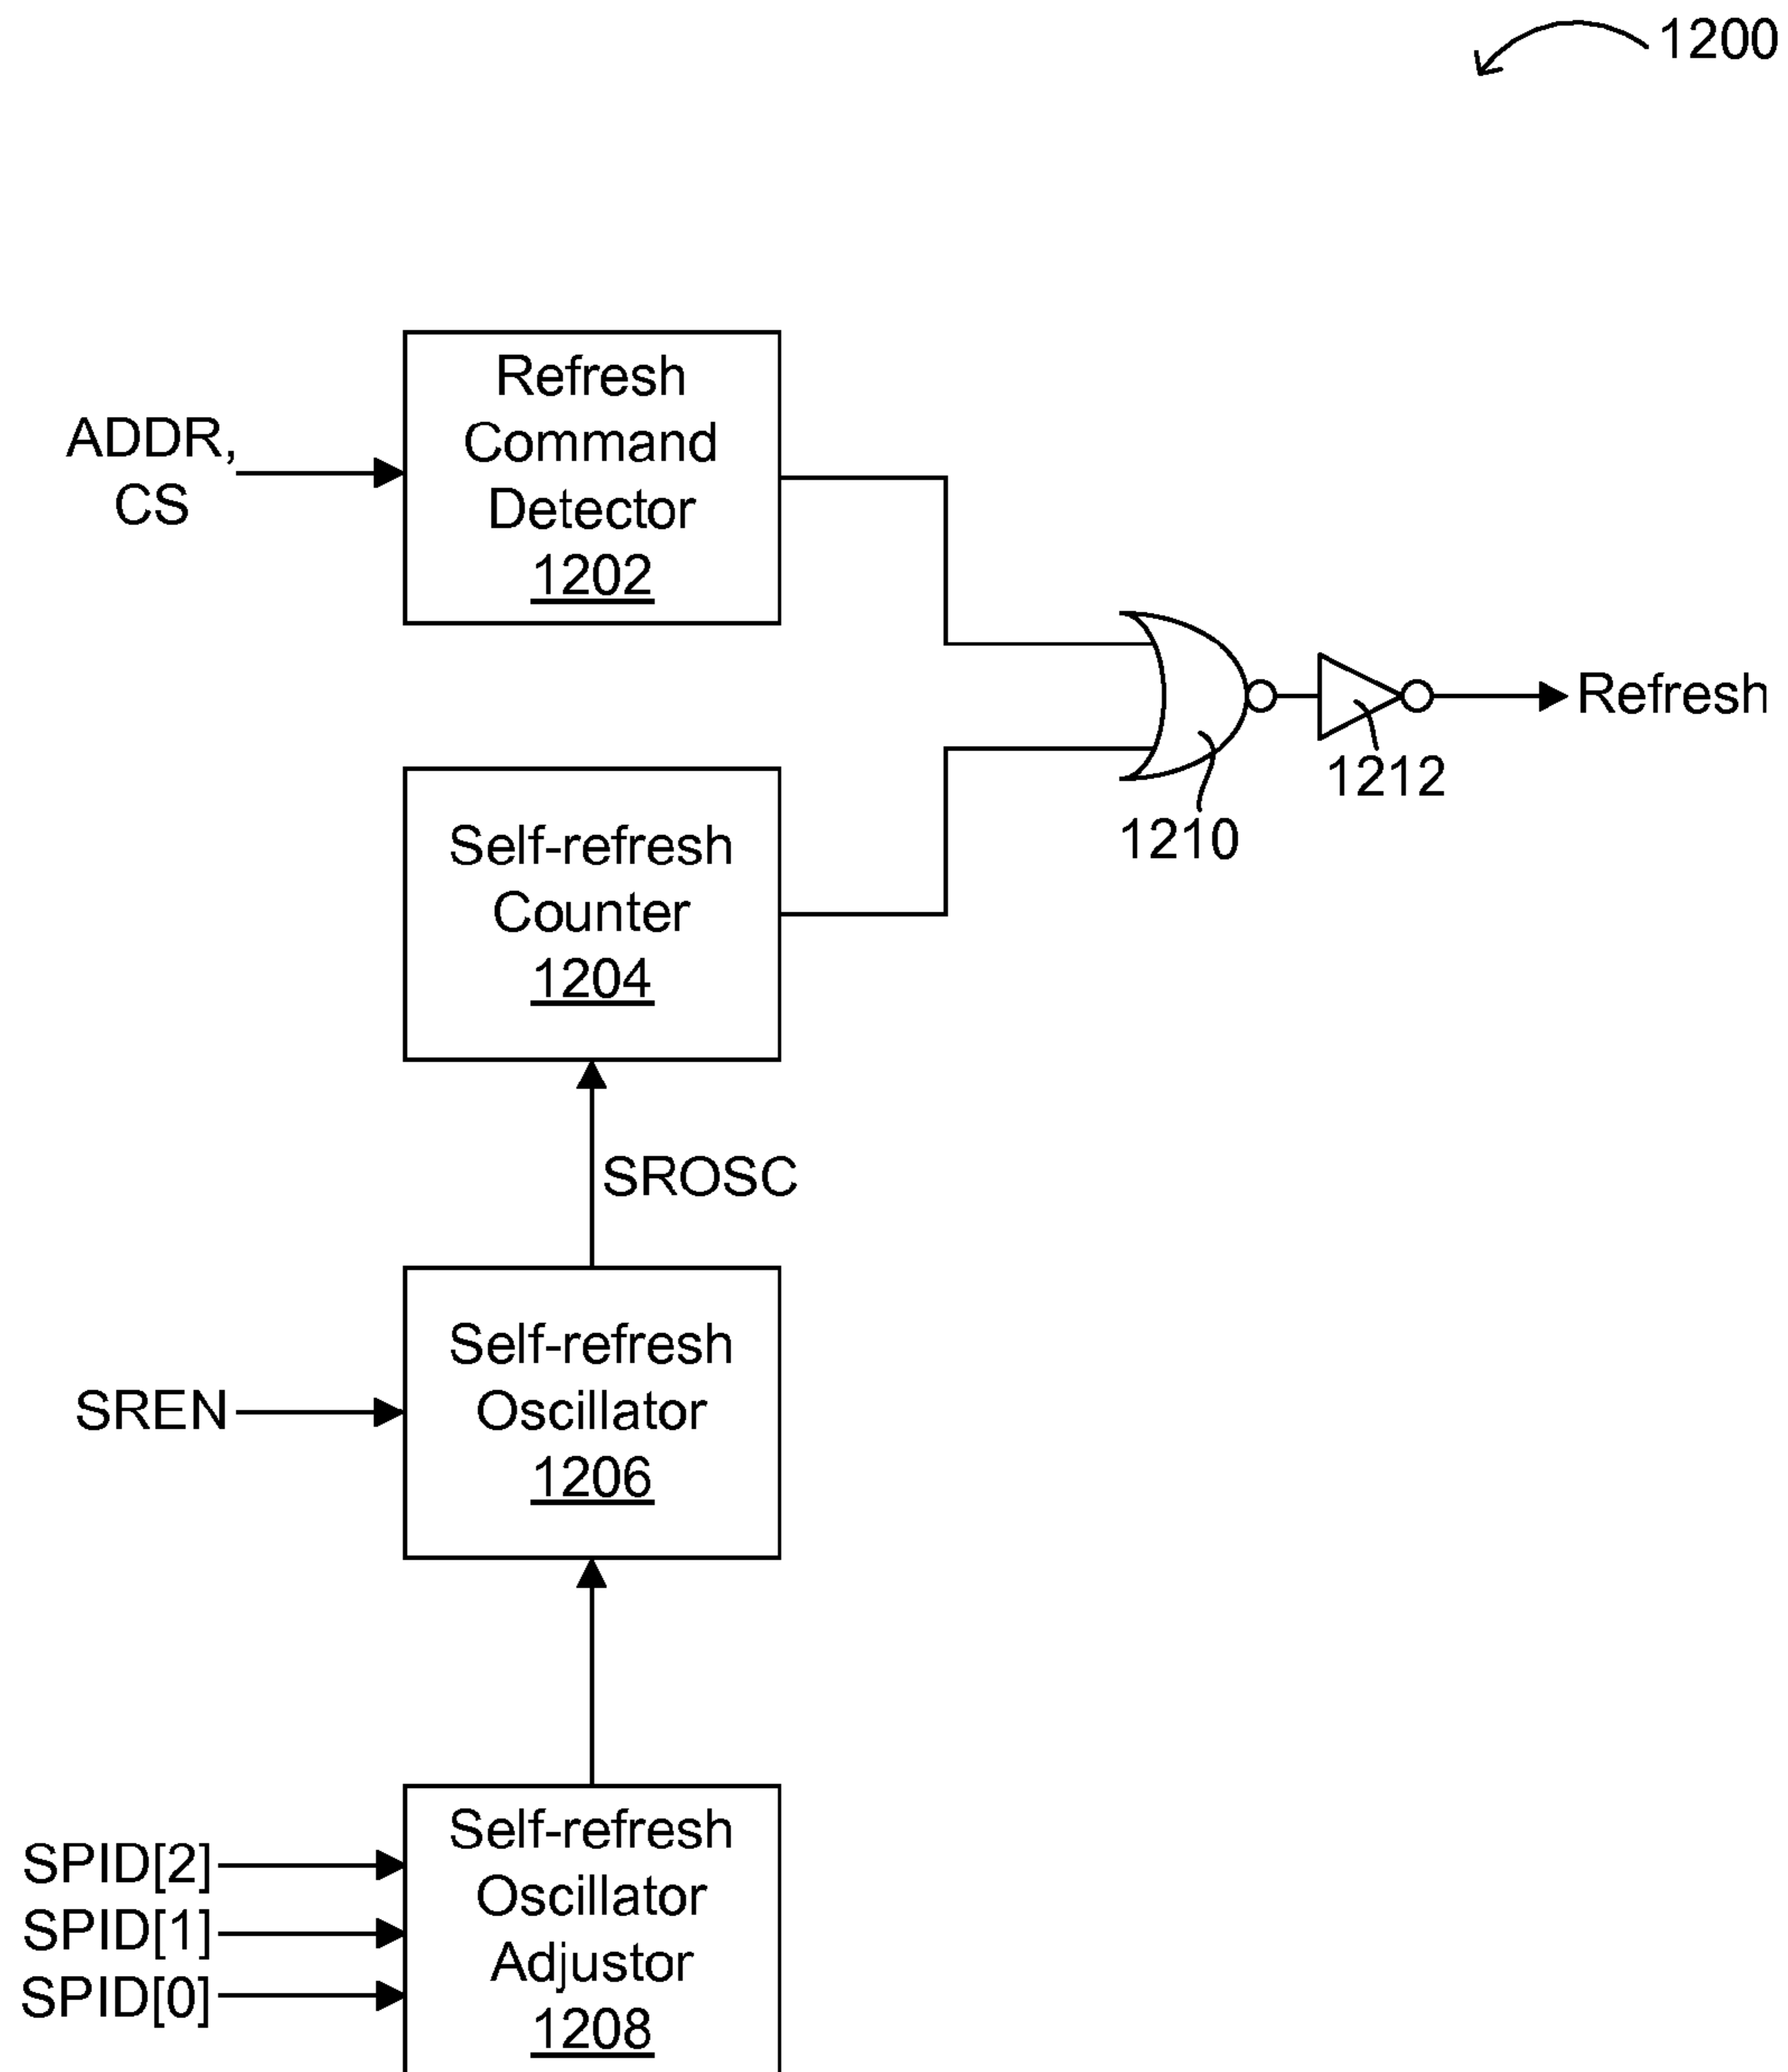 1200
Refresh
Command
Detector
1202
ADDR,
CS
Refresh
1212
1210
Self-refresh
Counter
1204
SROSC
Self-refresh
Oscillator
1206
SREN
Self-refresh
Oscillator
Adjustor
1208
SPID[2]
SPID[1]
SPID[0]